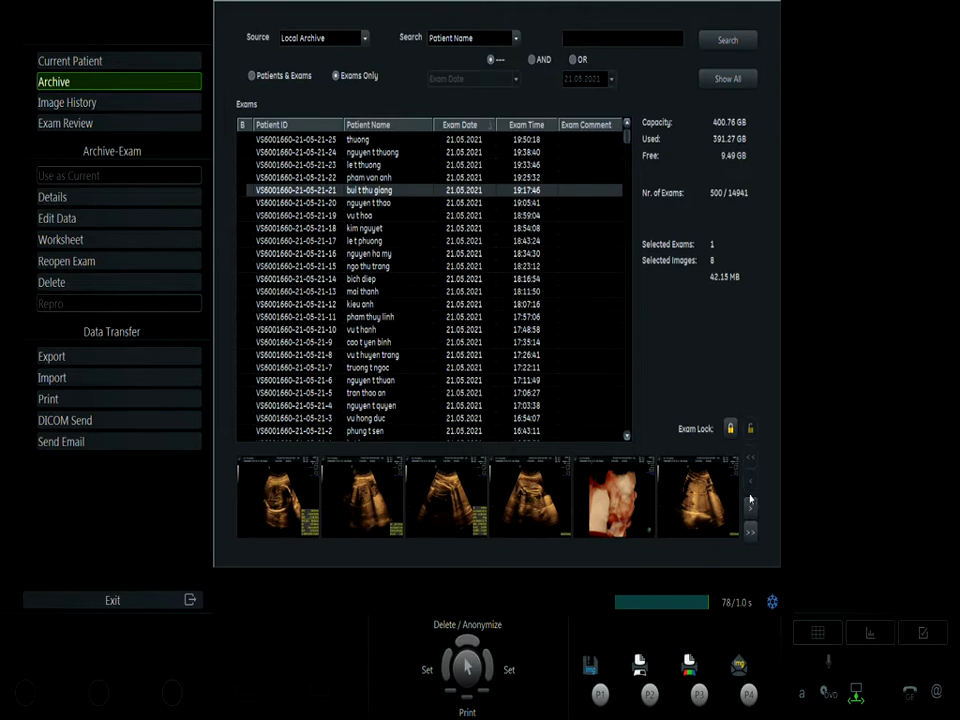 Current Patient
Archive
Image History
Exam Review
Archive-Exam
Use as Current
Details
Edit Data
Worksheet
Reopen Exam
Delete
Repro
Data Transfer
Export
Import
Print
DICOM Send
Send Email
Exit
Source Local Archive Search Patient Name Search
--- AND OR
Patients & Exams Exams Only Exam Date 21.05.2021 Show All
Exams
B Patient ID Patient Name Exam Date Exam Time Exam Comment
VS6001660-21-05-21-25 thuong 21.05.2021 19:50:18
VS6001660-21-05-21-24 nguyen t thuong 21.05.2021 19:38:40
VS6001660-21-05-21-23 le t thuong 21.05.2021 19:33:46
VS6001660-21-05-21-22 pham van anh 21.05.2021 19:25:32
VS6001660-21-05-21-21 bui t thu giang 21.05.2021 19:17:46
VS6001660-21-05-21-20 nguyen t thao 21.05.2021 19:05:41
VS6001660-21-05-21-19 vu t hoa 21.05.2021 18:59:04
VS6001660-21-05-21-18 kim nguyet 21.05.2021 18:54:08
VS6001660-21-05-21-17 le t phuong 21.05.2021 18:43:24
VS6001660-21-05-21-16 nguyen ha my 21.05.2021 18:34:30
VS6001660-21-05-21-15 ngo thu trang 21.05.2021 18:23:12
VS6001660-21-05-21-14 bich diep 21.05.2021 18:16:54
VS6001660-21-05-21-13 mai thanh 21.05.2021 18:11:50
VS6001660-21-05-21-12 kieu anh 21.05.2021 18:07:16
VS6001660-21-05-21-11 pham thuy linh 21.05.2021 17:57:06
VS6001660-21-05-21-10 vu t hanh 21.05.2021 17:48:58
VS6001660-21-05-21-9 cao t yen binh 21.05.2021 17:35:14
VS6001660-21-05-21-8 vu t huyen trang 21.05.2021 17:26:41
VS6001660-21-05-21-7 truong t ngoc 21.05.2021 17:22:11
VS6001660-21-05-21-6 nguyen t thuan 21.05.2021 17:11:49
VS6001660-21-05-21-5 tran thao an 21.05.2021 17:06:27
VS6001660-21-05-21-4 nguyen t quyen 21.05.2021 17:03:38
VS6001660-21-05-21-3 vu hong duc 21.05.2021 16:54:07
VS6001660-21-05-21-2 phung t sen 21.05.2021 16:43:11
Capacity: 400.76 GB
Used: 391.27 GB
Free: 9.49 GB
Nr. of Exams: 500 / 14941
Selected Exams: 1
Selected Images: 8
42.15 MB
Exam Lock:
78/1.0 s
Delete / Anonymize
Set Set
Print
img
P1 P2 P3 P4
a DVD @